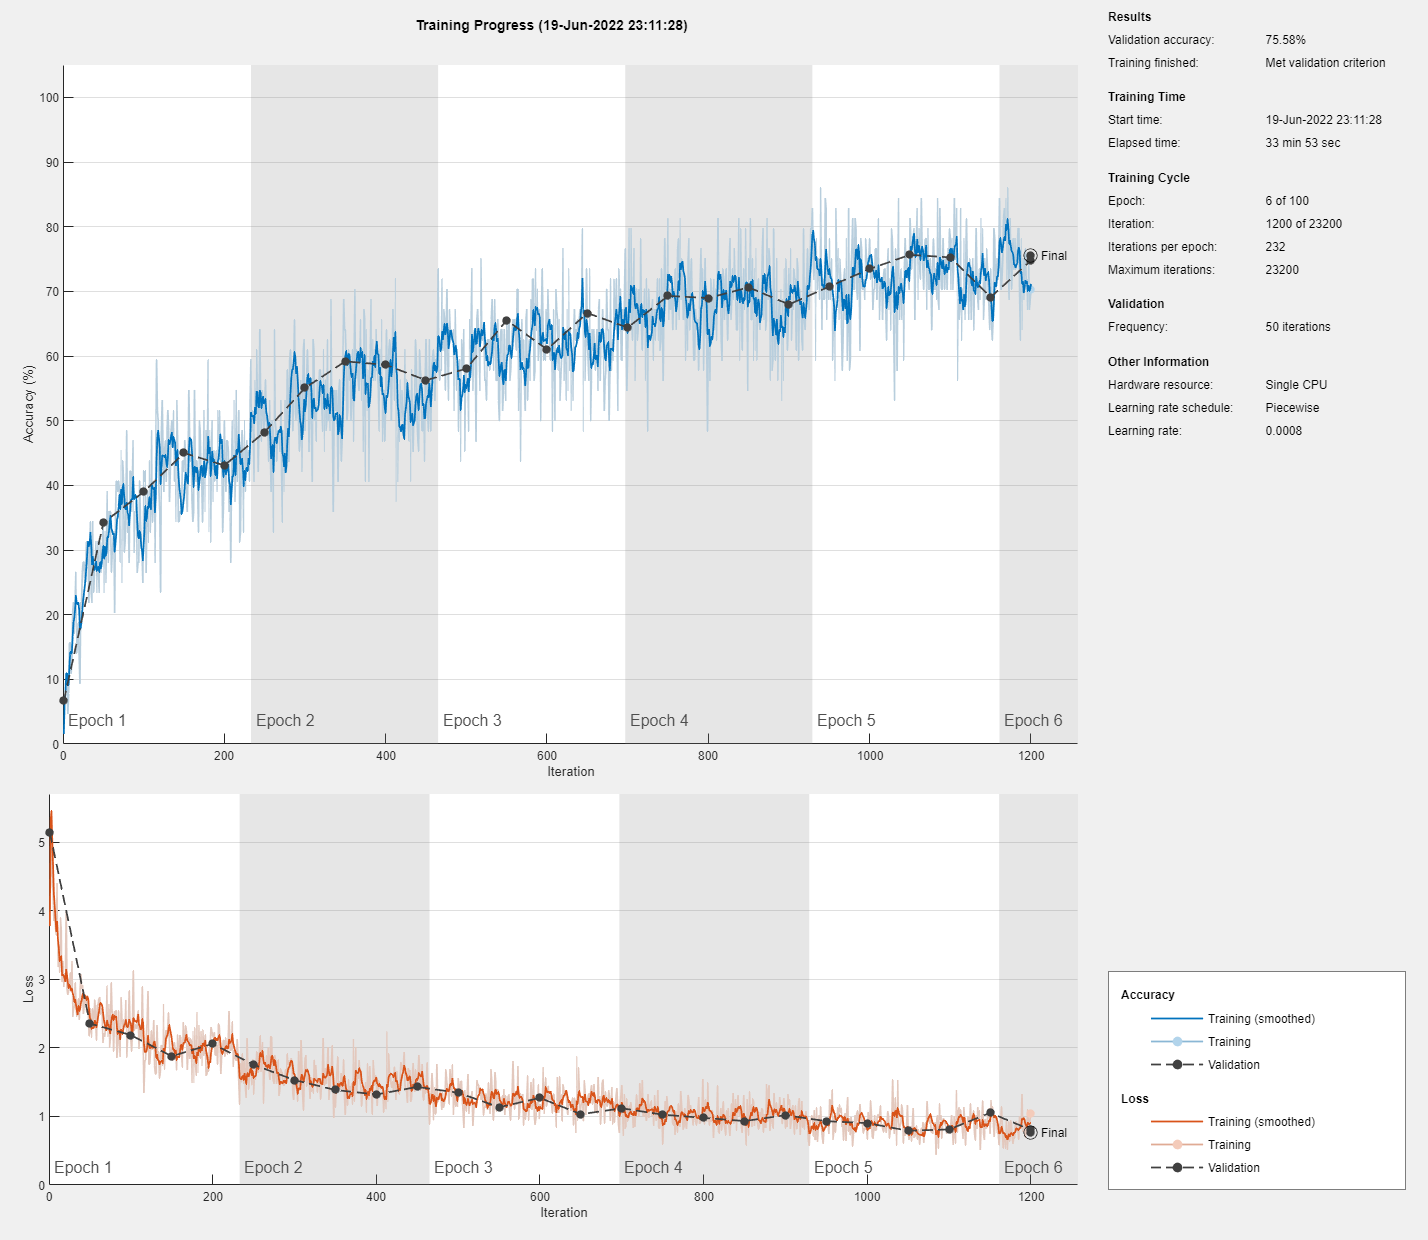 Training Progress (19-Jun-2022 23:11:28)
100
90
80
70
60
50
40
30
20
10
0
Accuracy (%)
Final
Epoch 1 Epoch 2 Epoch 3 Epoch 4 Epoch 5 Epoch 6
0 200 400 600 800 1000 1200
Iteration
5
4
3
2
1
0
Loss
Final
Epoch 1 Epoch 2 Epoch 3 Epoch 4 Epoch 5 Epoch 6
0 200 400 600 800 1000 1200
Iteration
Results
Validation accuracy: 75.58%
Training finished: Met validation criterion
Training Time
Start time: 19-Jun-2022 23:11:28
Elapsed time: 33 min 53 sec
Training Cycle
Epoch: 6 of 100
Iteration: 1200 of 23200
Iterations per epoch: 232
Maximum iterations: 23200
Validation
Frequency: 50 iterations
Other Information
Hardware resource: Single CPU
Learning rate schedule: Piecewise
Learning rate: 0.0008
Accuracy
Training (smoothed)
Training
Validation
Loss
Training (smoothed)
Training
Validation